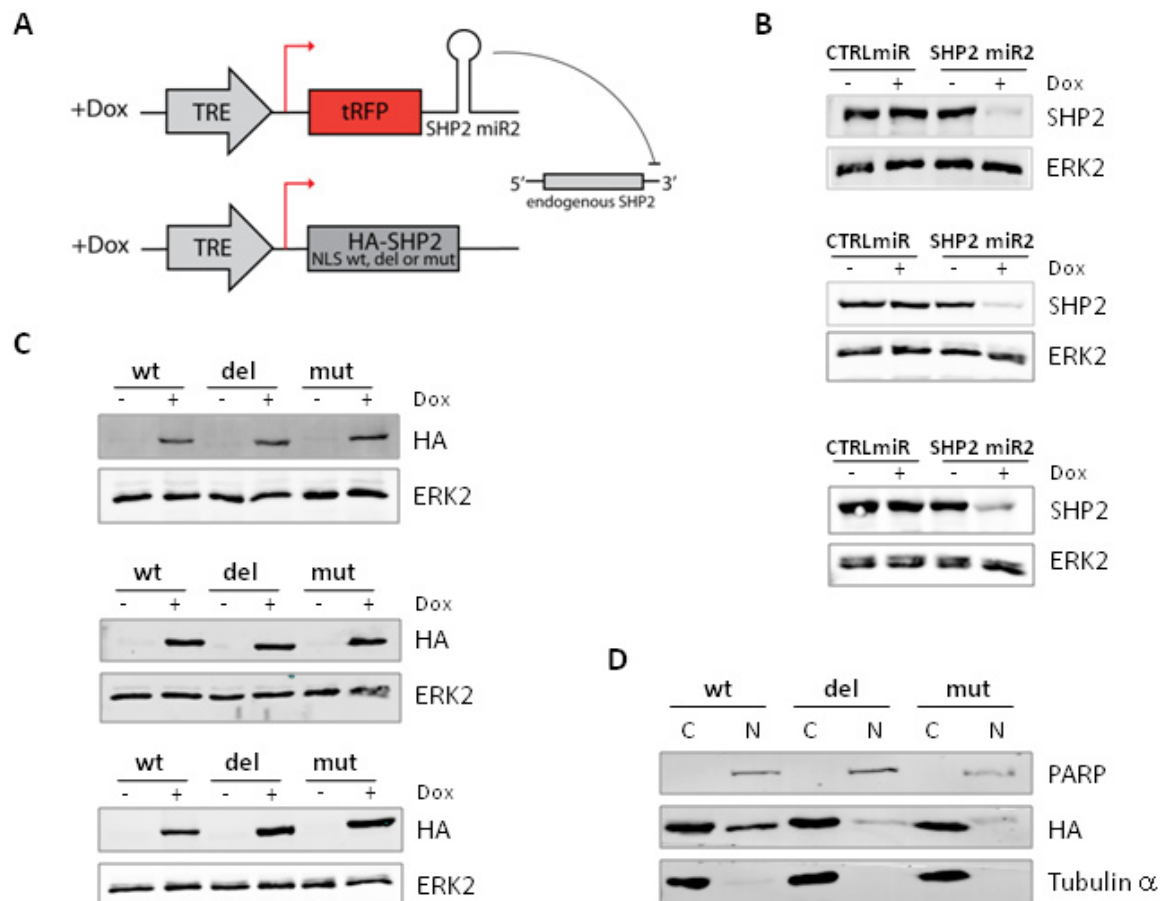 A
+Dox TRE tRFP SHP2 miR2
5′ 3′
endogenous SHP2
+Dox TRE HA-SHP2
NLS wt, del or mut
B
CTRLmiR SHP2 miR2
- + - + Dox
SHP2
ERK2
CTRLmiR SHP2 miR2
- + - + Dox
SHP2
ERK2
CTRLmiR SHP2 miR2
- + - + Dox
SHP2
ERK2
C
wt del mut
- + - + - + Dox
HA
ERK2
wt del mut
- + - + - + Dox
HA
ERK2
wt del mut
- + - + - + Dox
HA
ERK2
D
wt del mut
C N C N C N
PARP
HA
Tubulin α